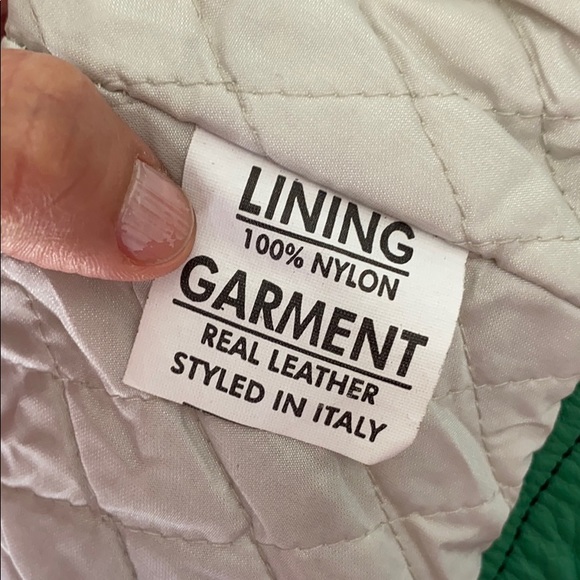 LINING
100% NYLON
GARMENT
REAL LEATHER
STYLED IN ITALY